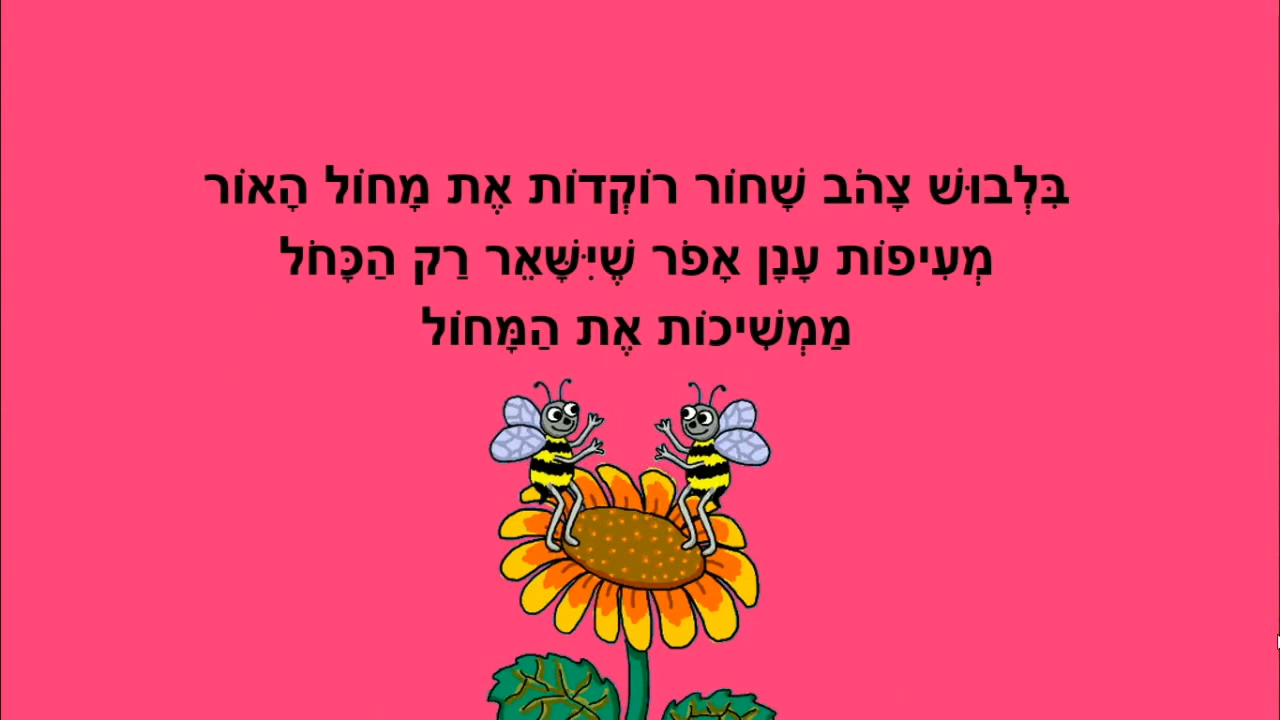 בִּלְבוּשׁ צָהֹב שָׁחוֹר רוֹקְדוֹת אֶת מָחוֹל הָאוֹר
מְעִיפוֹת עָנָן אָפֹר שֶׁיִּשָּׁאֵר רַק הַכָּחֹל
מַמְשִׁיכוֹת אֶת הַמָּחוֹל